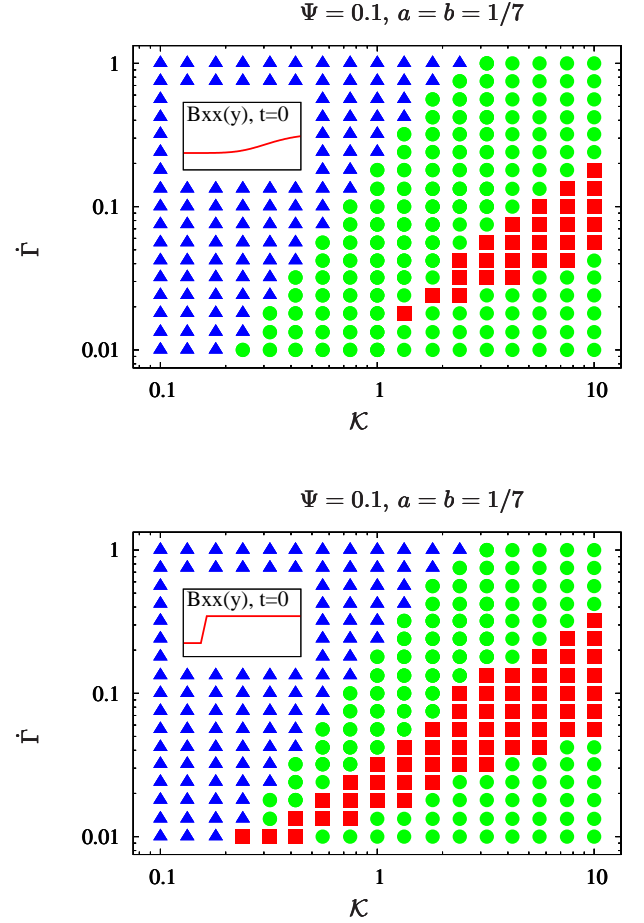 Ψ = 0.1, a = b = 1/7
1
Bxx(y), t=0
0.1
Γ̇
0.01
0.1 1 10
𝒦
Ψ = 0.1, a = b = 1/7
1
Bxx(y), t=0
0.1
Γ̇
0.01
0.1 1 10
𝒦